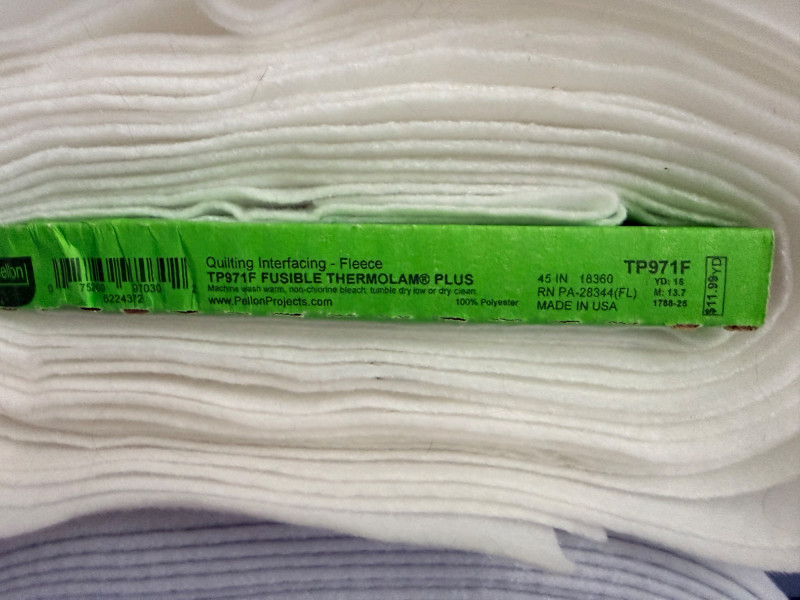 Quilting Interfacing - Fleece
TP971F FUSIBLE THERMOLAM® PLUS
Machine wash warm, non-chlorine bleach, tumble dry low or dry clean.
www.PellonProjects.com 100% Polyester
0224372
45 IN 18360
RN PA-28344(FL)
MADE IN USA
TP971F
YD: 15
M: 13.7
1788-26
$11.99 YD